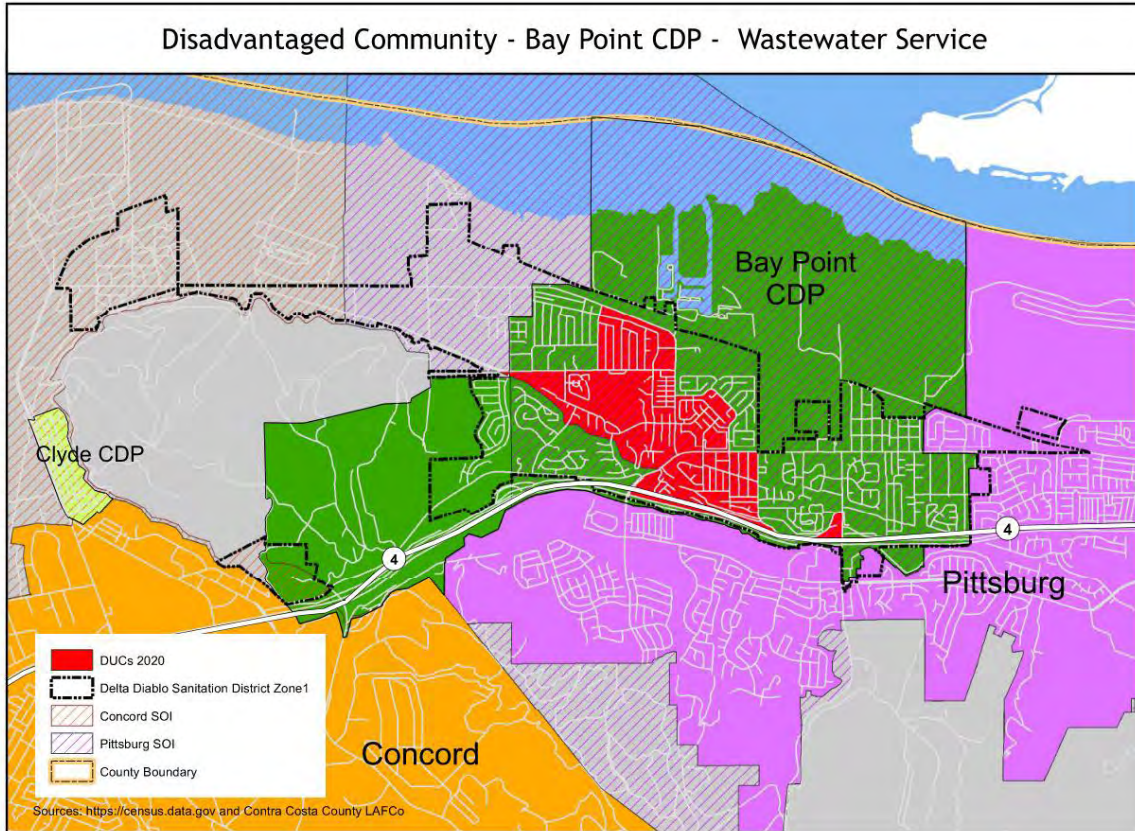 Disadvantaged Community - Bay Point CDP - Wastewater Service
Bay Point
CDP
Clyde CDP
4
4
Pittsburg
Concord
DUCs 2020
Delta Diablo Sanitation District Zone1
Concord SOI
Pittsburg SOI
County Boundary
Sources: https://census.data.gov and Contra Costa County LAFCo